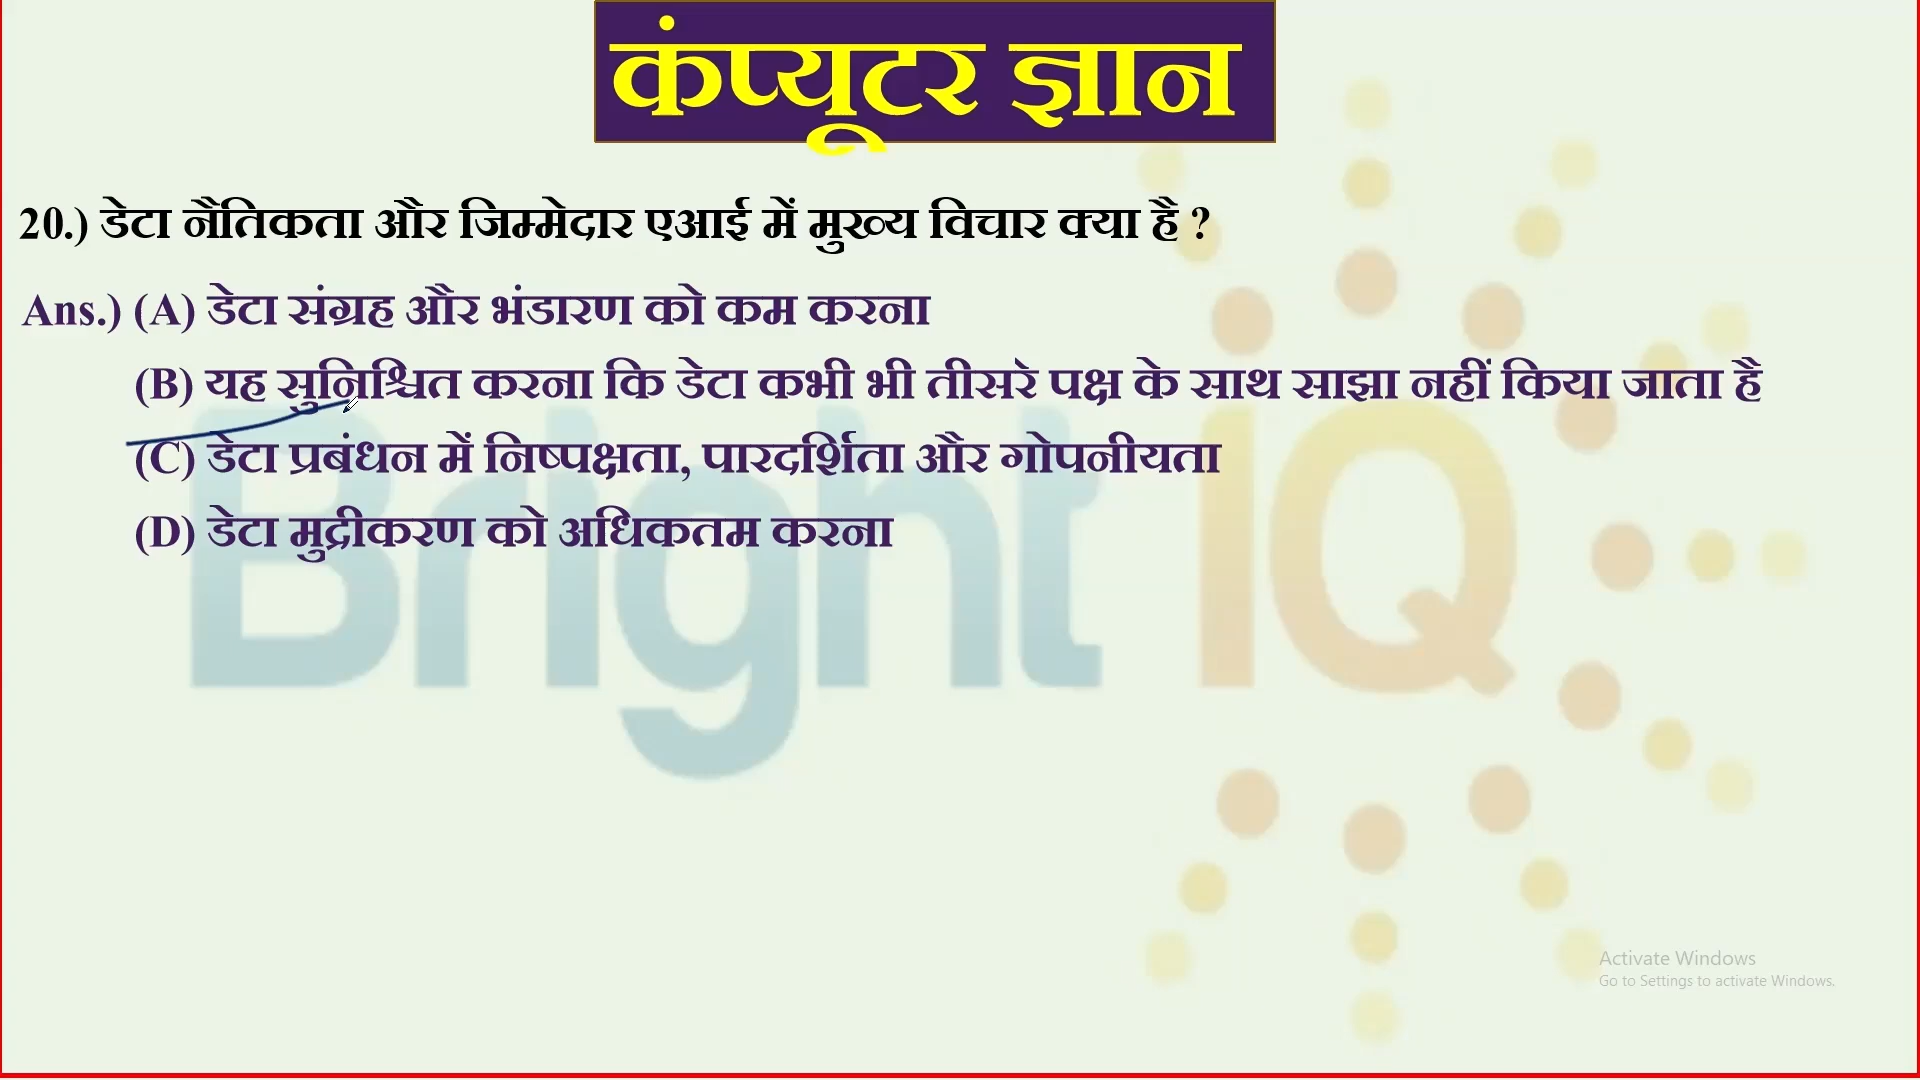 कंप्यूटर ज्ञान
20.) डेटा नैतिकता और जिम्मेदार एआई में मुख्य विचार क्या है ?
Ans.) (A) डेटा संग्रह और भंडारण को कम करना
(B) यह सुनिश्चित करना कि डेटा कभी भी तीसरे पक्ष के साथ साझा नहीं किया जाता है
(C) डेटा प्रबंधन में निष्पक्षता, पारदर्शिता और गोपनीयता
(D) डेटा मुद्रीकरण को अधिकतम करना
Bright IQ
Activate Windows
Go to Settings to activate Windows.